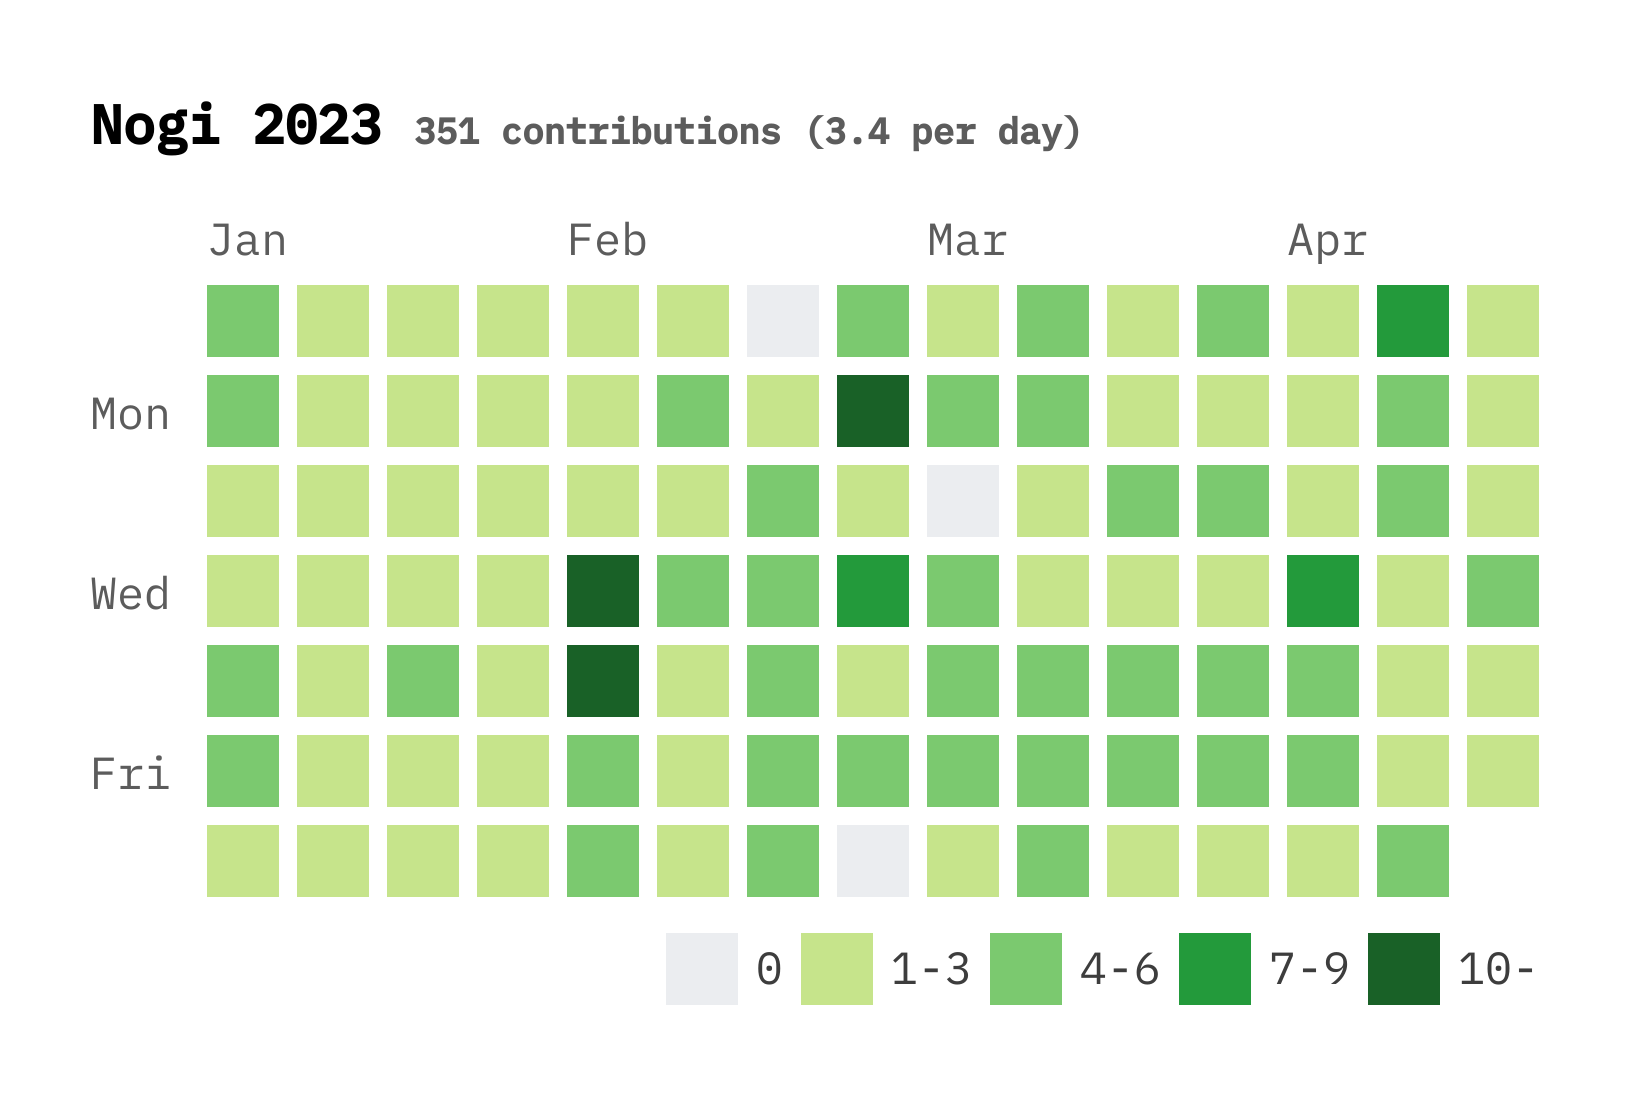 Nogi 2023 351 contributions (3.4 per day)
Jan Feb Mar Apr
Mon
Wed
Fri
0 1-3 4-6 7-9 10-